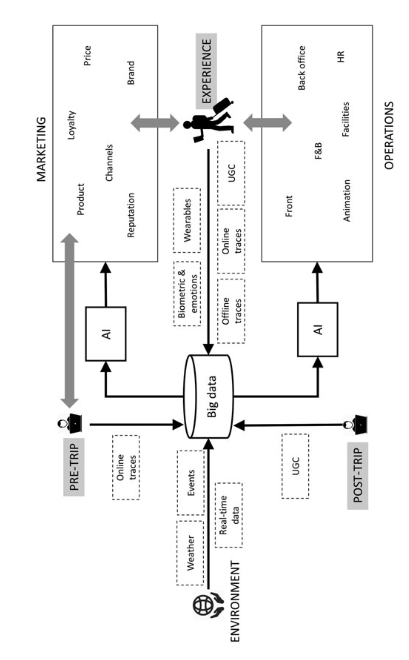 MARKETING
Price
Loyalty
Brand
Product
Channels
Reputation
EXPERIENCE
Back office
HR
F&B
Facilities
Front
Animation
OPERATIONS
Wearables
UGC
Biometric &
emotions
Online
traces
Offline
traces
AI
AI
Big data
PRE-TRIP
Online
traces
Events
Weather
Real-time
data
UGC
POST-TRIP
ENVIRONMENT